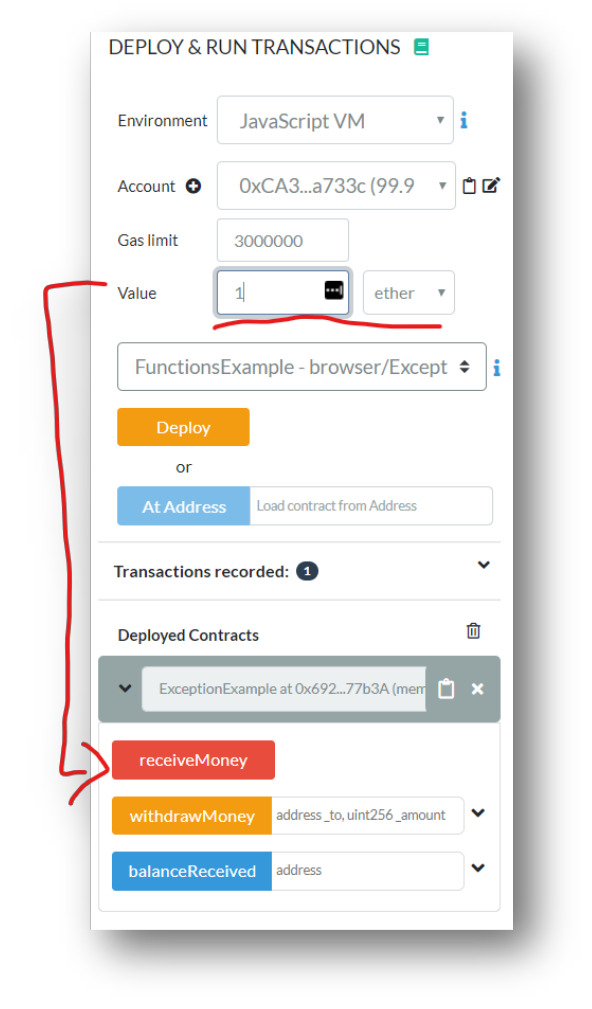 DEPLOY & RUN TRANSACTIONS
Environment JavaScript VM
Account 0xCA3...a733c (99.9
Gas limit 3000000
Value 1 ether
FunctionsExample - browser/Except
Deploy
or
At Address Load contract from Address
Transactions recorded: 1
Deployed Contracts
ExceptionExample at 0x692...77b3A (mem
receiveMoney
withdrawMoney address _to, uint256 _amount
balanceReceived address